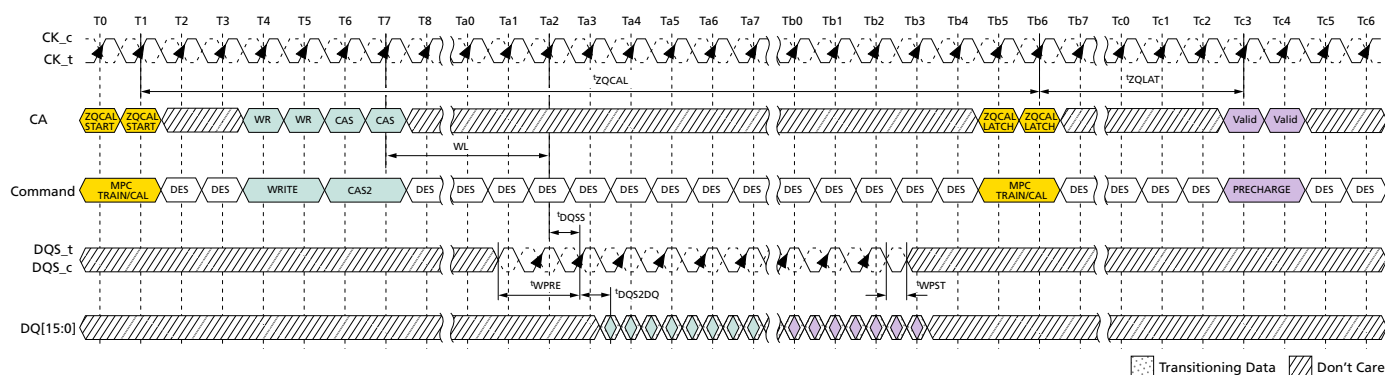 T0 T1 T2 T3 T4 T5 T6 T7 T8 Ta0 Ta1 Ta2 Ta3 Ta4 Ta5 Ta6 Ta7 Tb0 Tb1 Tb2 Tb3 Tb4 Tb5 Tb6 Tb7 Tc0 Tc1 Tc2 Tc3 Tc4 Tc5 Tc6
CK_c
CK_t
tZQCAL tZQLAT
CA ZQCAL START ZQCAL START WR WR CAS CAS ZQCAL LATCH ZQCAL LATCH Valid Valid
WL
Command MPC TRAIN/CAL DES DES WRITE CAS2 DES DES DES DES DES DES DES DES DES DES DES DES DES DES MPC TRAIN/CAL DES DES DES DES PRECHARGE DES DES
tDQSS
DQS_t
DQS_c
tWPRE tDQS2DQ tWPST
DQ[15:0]
Transitioning Data Don't Care